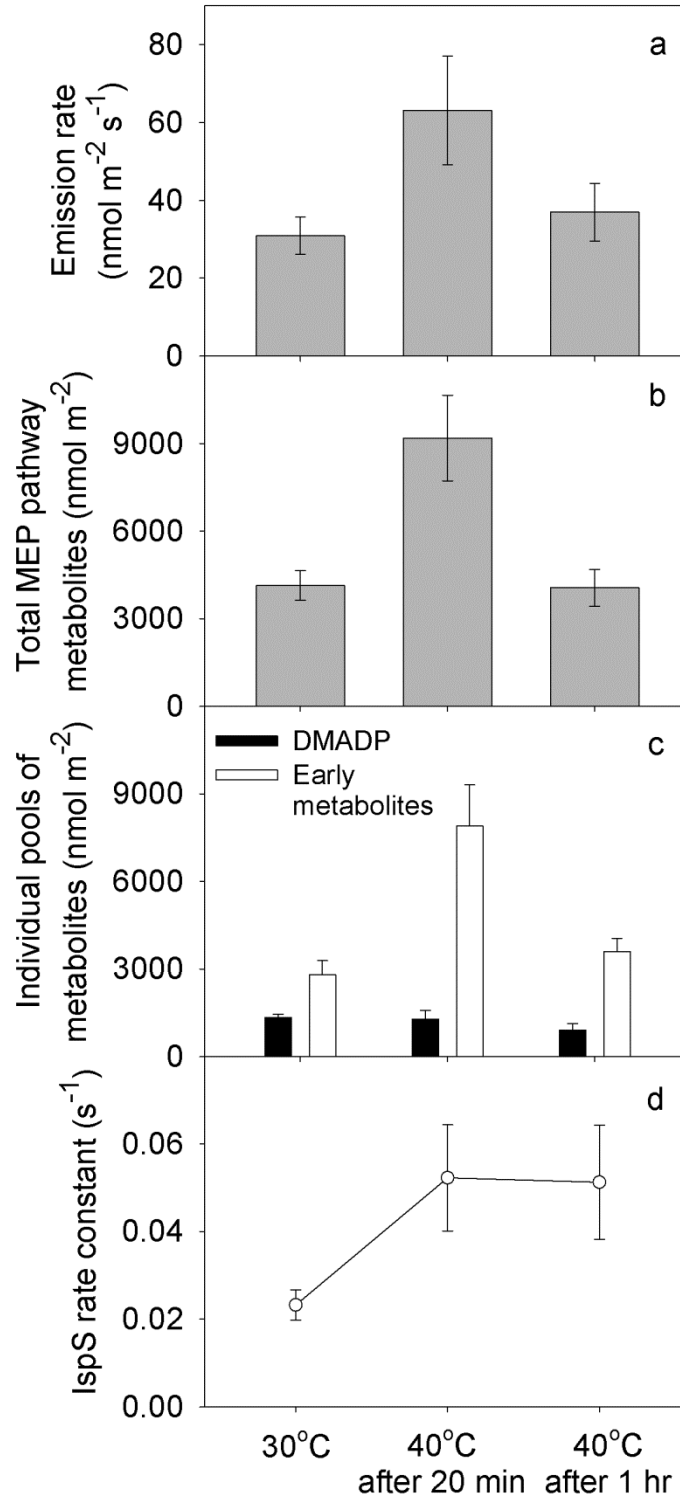 Emission rate
(nmol m⁻² s⁻¹)
80
60
40
20
0
a
Total MEP pathway
metabolites (nmol m⁻²)
9000
6000
3000
0
b
Individual pools of
metabolites (nmol m⁻²)
9000
6000
3000
0
DMADP
Early
metabolites
c
IspS rate constant (s⁻¹)
0.06
0.04
0.02
0.00
d
30°C
40°C
after 20 min
40°C
after 1 hr